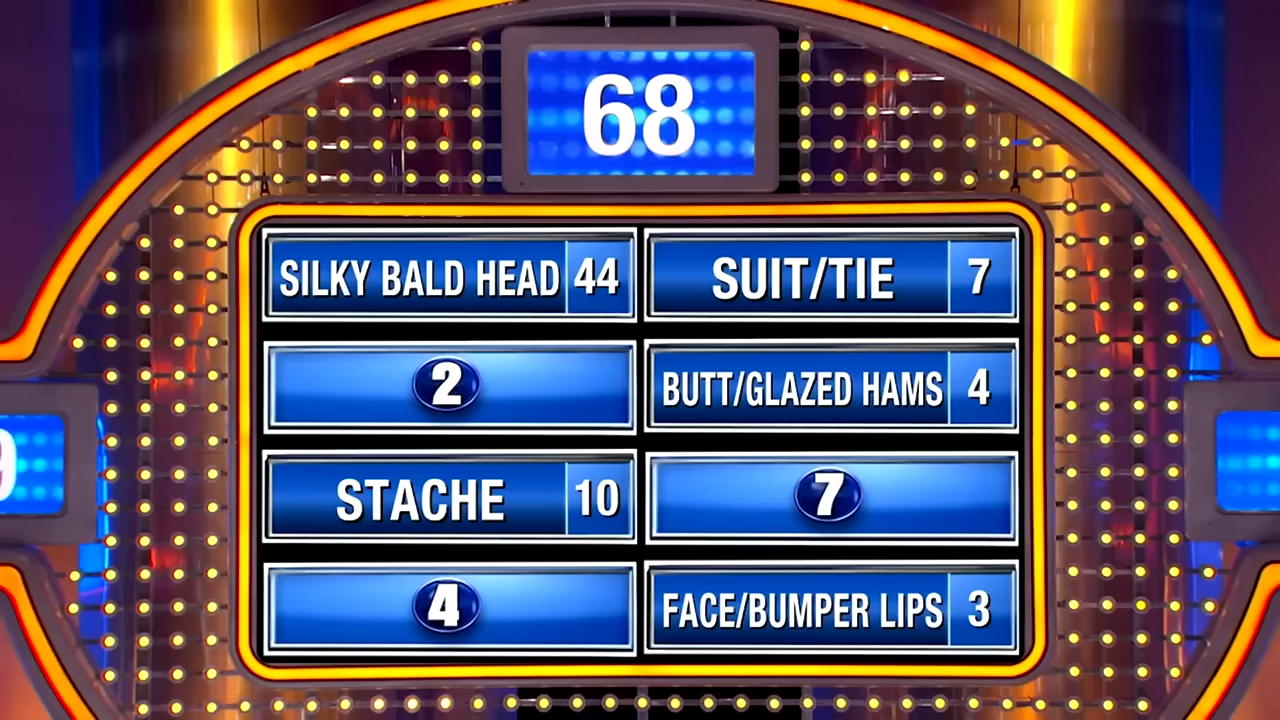 68
SILKY BALD HEAD 44
SUIT/TIE 7
2
BUTT/GLAZED HAMS 4
STACHE 10
7
4
FACE/BUMPER LIPS 3
9